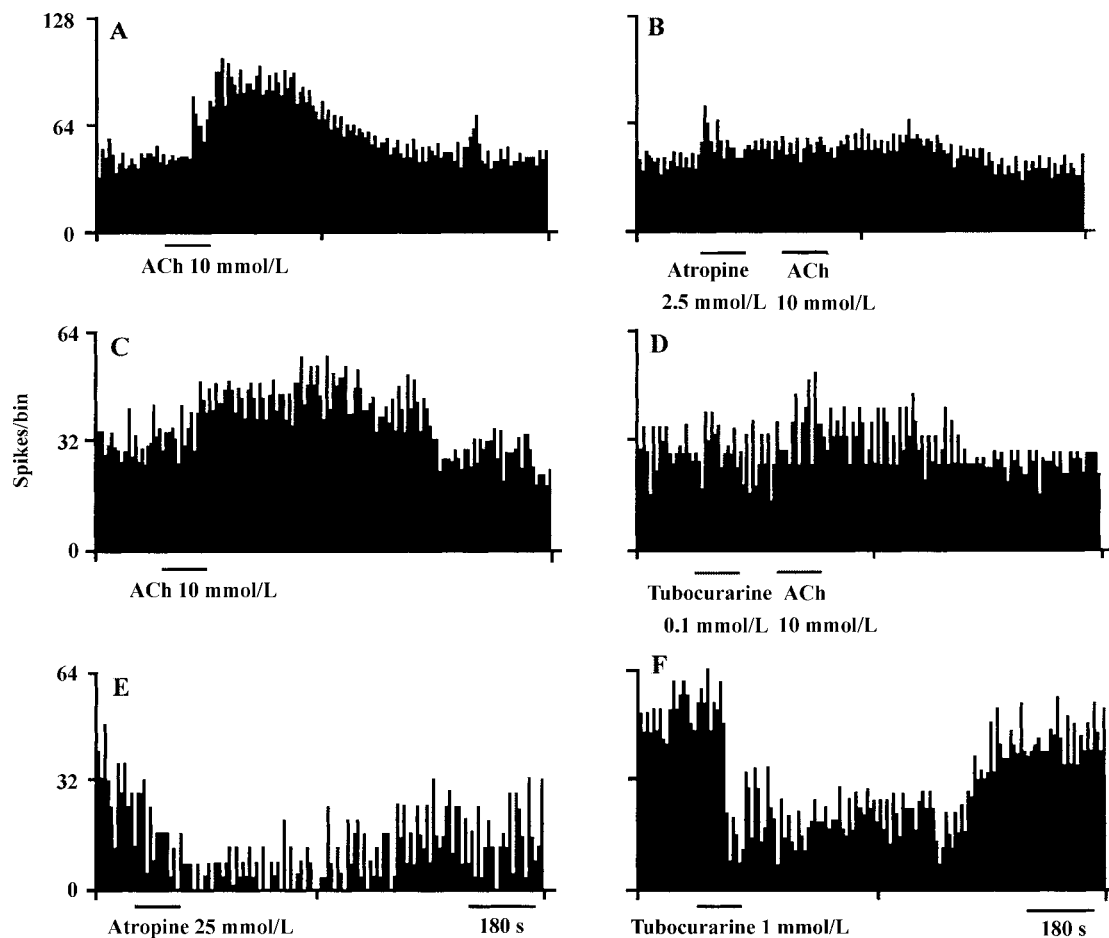 128
A
B
64
0
ACh 10 mmol/L
Atropine ACh
2.5 mmol/L 10 mmol/L
64
C
D
32
Spikes/bin
0
ACh 10 mmol/L
Tubocurarine ACh
0.1 mmol/L 10 mmol/L
64
E
F
32
0
Atropine 25 mmol/L
180 s
Tubocurarine 1 mmol/L
180 s